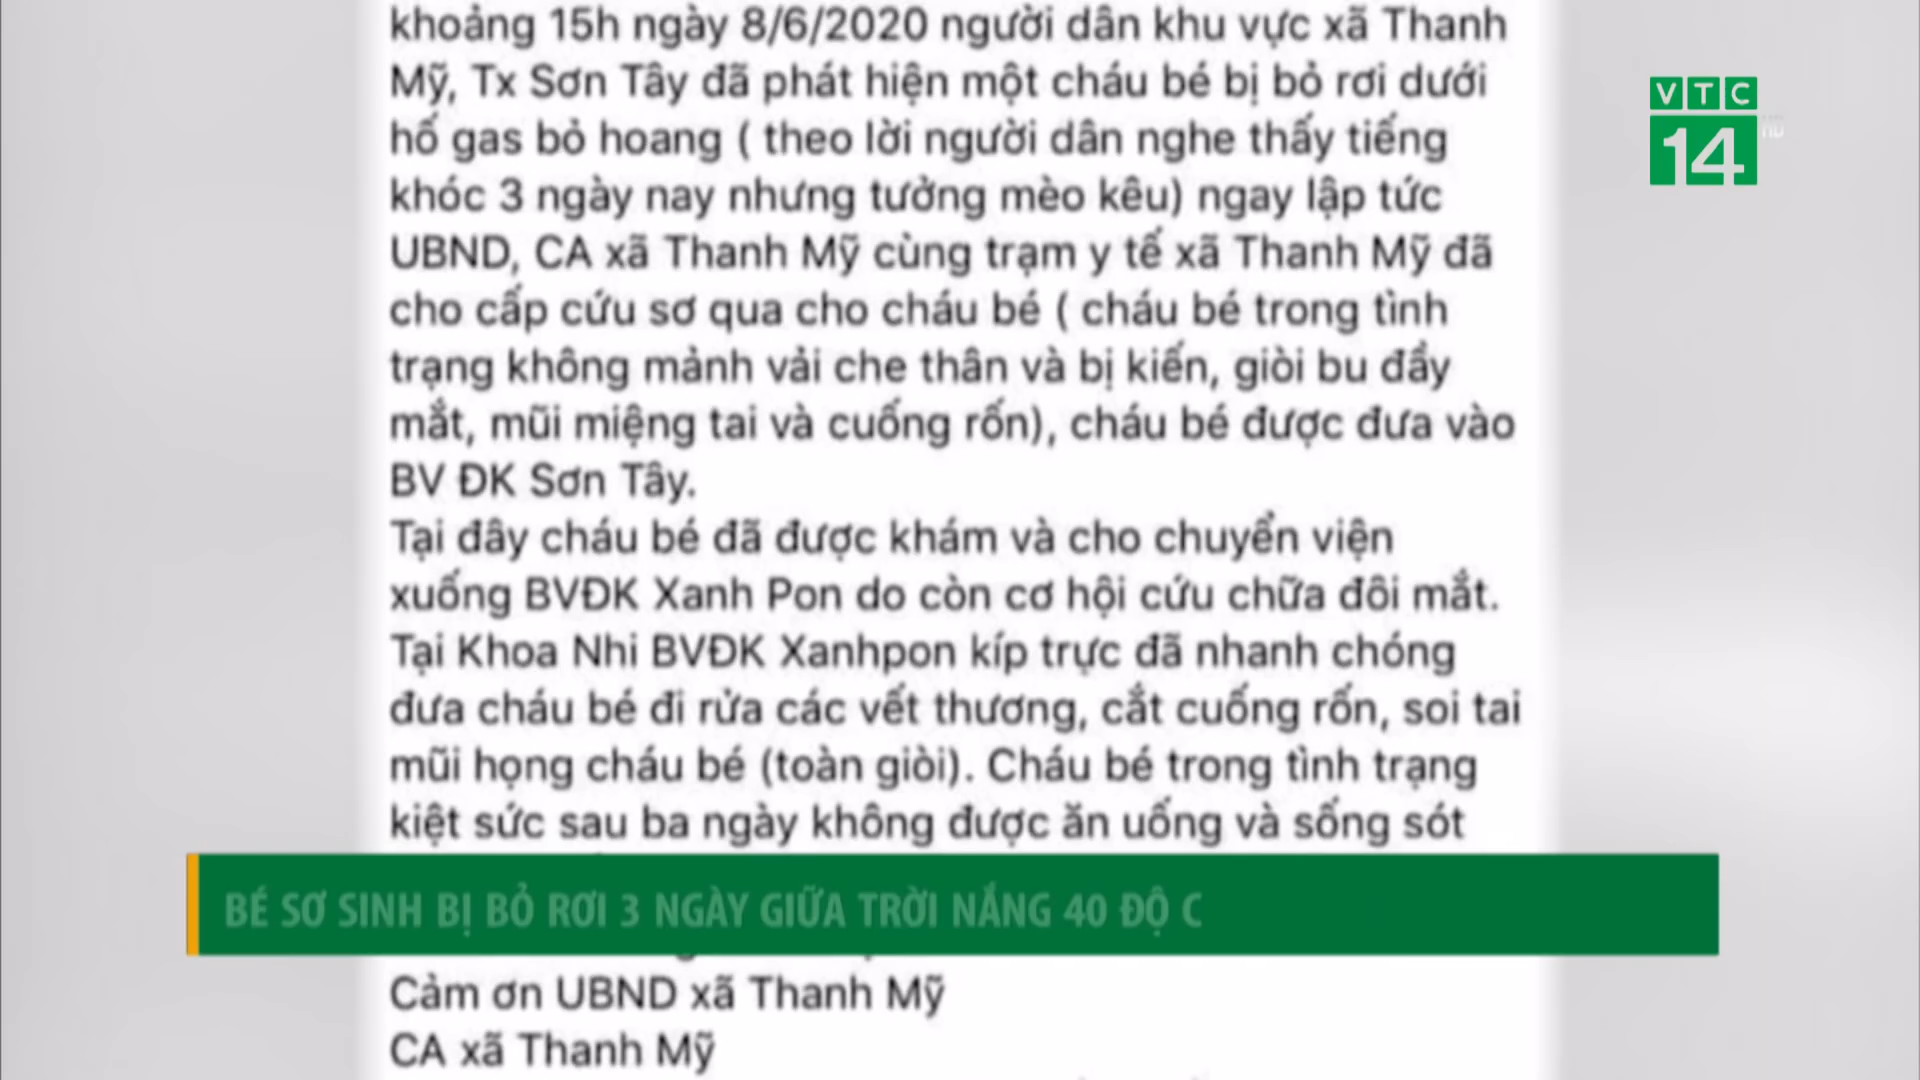 khoảng 15h ngày 8/6/2020 người dân khu vực xã Thanh
Mỹ, Tx Sơn Tây đã phát hiện một cháu bé bị bỏ rơi dưới
hố gas bỏ hoang ( theo lời người dân nghe thấy tiếng
khóc 3 ngày nay nhưng tưởng mèo kêu) ngay lập tức
UBND, CA xã Thanh Mỹ cùng trạm y tế xã Thanh Mỹ đã
cho cấp cứu sơ qua cho cháu bé ( cháu bé trong tình
trạng không mảnh vải che thân và bị kiến, giòi bu đầy
mắt, mũi miệng tai và cuống rốn), cháu bé được đưa vào
BV ĐK Sơn Tây.
Tại đây cháu bé đã được khám và cho chuyển viện
xuống BVĐK Xanh Pon do còn cơ hội cứu chữa đôi mắt.
Tại Khoa Nhi BVĐK Xanhpon kíp trực đã nhanh chóng
đưa cháu bé đi rửa các vết thương, cắt cuống rốn, soi tai
mũi họng cháu bé (toàn giòi). Cháu bé trong tình trạng
kiệt sức sau ba ngày không được ăn uống và sống sót
BÉ SƠ SINH BỊ BỎ RƠI 3 NGÀY GIỮA TRỜI NẮNG 40 ĐỘ C
Cảm ơn UBND xã Thanh Mỹ
CA xã Thanh Mỹ
VTC
14
HD